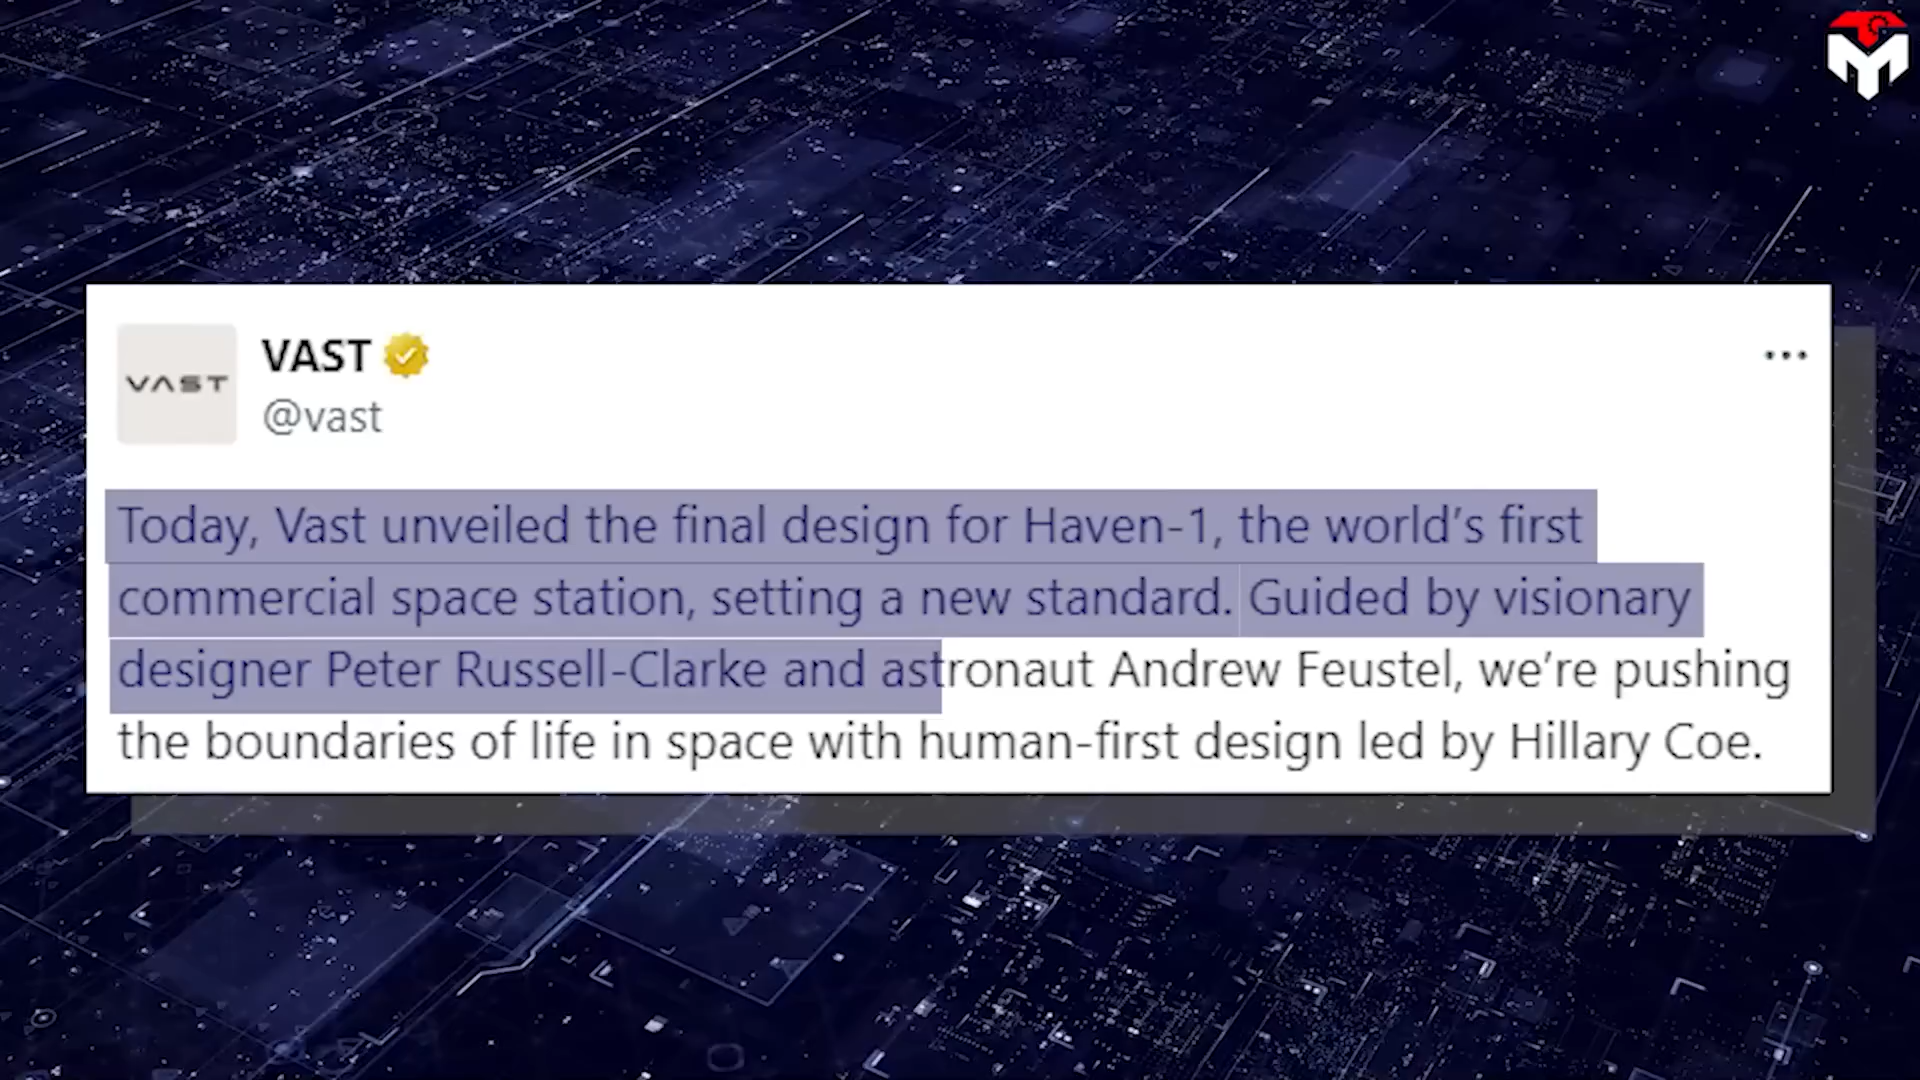 VAST
VAST
@vast
Today, Vast unveiled the final design for Haven-1, the world’s first
commercial space station, setting a new standard. Guided by visionary
designer Peter Russell-Clarke and astronaut Andrew Feustel, we’re pushing
the boundaries of life in space with human-first design led by Hillary Coe.